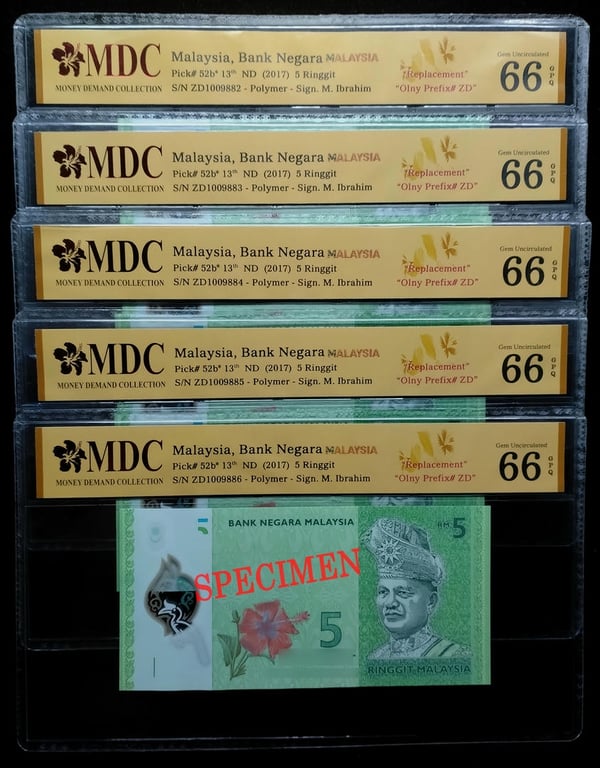 MDC
MONEY DEMAND COLLECTION
Malaysia, Bank Negara MALAYSIA
Pick# 52b* 13th ND (2017) 5 Ringgit
S/N ZD1009882 - Polymer - Sign. M. Ibrahim
"Replacement"
"Olny Prefix# ZD"
Gem Uncirculated
66
GPQ
MDC
MONEY DEMAND COLLECTION
Malaysia, Bank Negara MALAYSIA
Pick# 52b* 13th ND (2017) 5 Ringgit
S/N ZD1009883 - Polymer - Sign. M. Ibrahim
"Replacement"
"Olny Prefix# ZD"
Gem Uncirculated
66
GPQ
MDC
MONEY DEMAND COLLECTION
Malaysia, Bank Negara MALAYSIA
Pick# 52b* 13th ND (2017) 5 Ringgit
S/N ZD1009884 - Polymer - Sign. M. Ibrahim
"Replacement"
"Olny Prefix# ZD"
Gem Uncirculated
66
GPQ
MDC
MONEY DEMAND COLLECTION
Malaysia, Bank Negara MALAYSIA
Pick# 52b* 13th ND (2017) 5 Ringgit
S/N ZD1009885 - Polymer - Sign. M. Ibrahim
"Replacement"
"Olny Prefix# ZD"
Gem Uncirculated
66
GPQ
MDC
MONEY DEMAND COLLECTION
Malaysia, Bank Negara MALAYSIA
Pick# 52b* 13th ND (2017) 5 Ringgit
S/N ZD1009886 - Polymer - Sign. M. Ibrahim
"Replacement"
"Olny Prefix# ZD"
Gem Uncirculated
66
GPQ
BANK NEGARA MALAYSIA
RM5
SPECIMEN
5
RINGGIT MALAYSIA